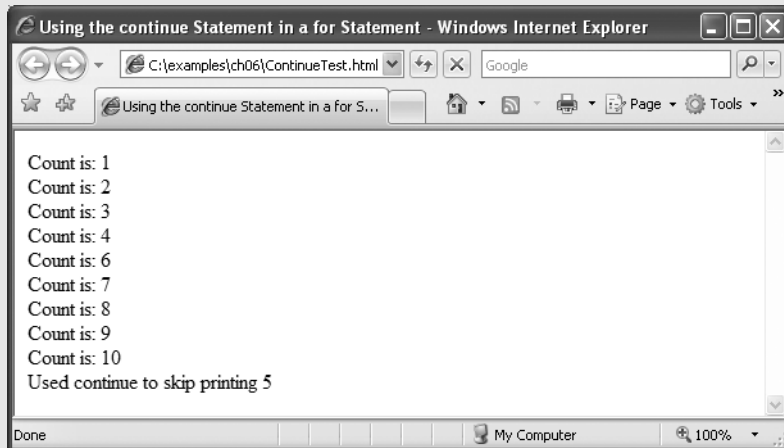 Using the continue Statement in a for Statement - Windows Internet Explorer
C:\examples\ch06\ContinueTest.html
Google
Using the continue Statement in a for S...
Page
Tools
»
Count is: 1
Count is: 2
Count is: 3
Count is: 4
Count is: 6
Count is: 7
Count is: 8
Count is: 9
Count is: 10
Used continue to skip printing 5
Done
My Computer
100%